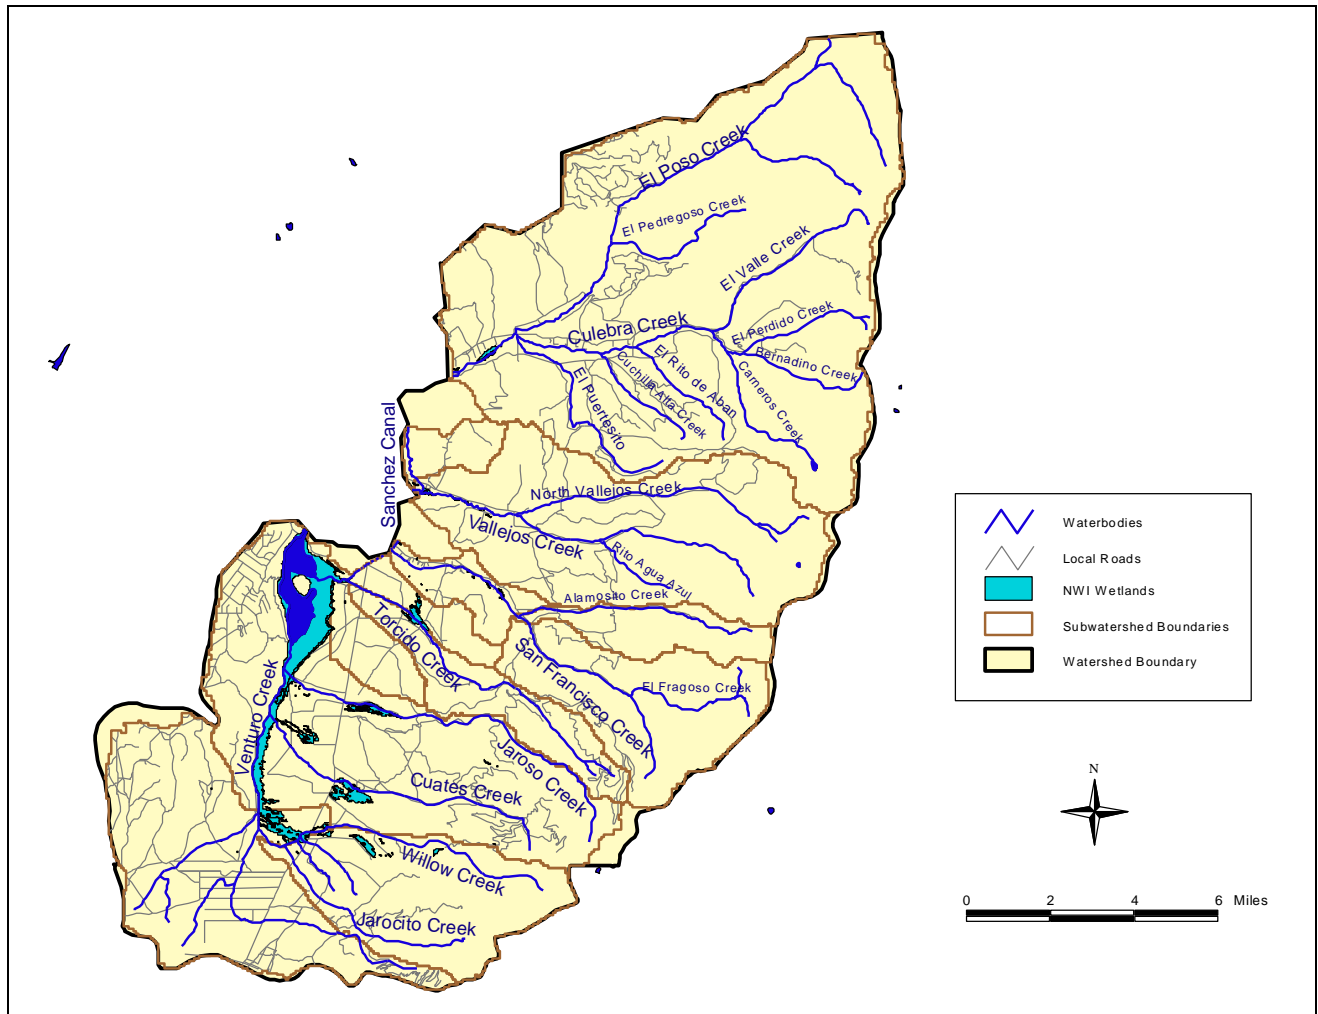 El Poso Creek
El Pedregoso Creek
El Valle Creek
Culebra Creek
El Perdido Creek
Bernadino Creek
El Rito de Aban
Cuchilla Alta Creek
Carneros Creek
El Puertesito
Sanchez Canal
North Vallejos Creek
Vallejos Creek
Rito Agua Azul
Alamosito Creek
Torcido Creek
San Francisco Creek
El Fragoso Creek
Venturo Creek
Jaroso Creek
Cuates Creek
Willow Creek
Jarocito Creek
Waterbodies
Local Roads
NWI Wetlands
Subwatershed Boundaries
Watershed Boundary
N
0 2 4 6 Miles